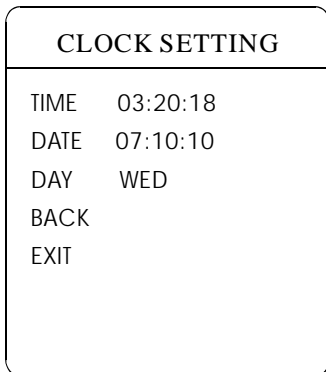 CLOCK SETTING
TIME 03:20:18
DATE 07:10:10
DAY WED
BACK
EXIT